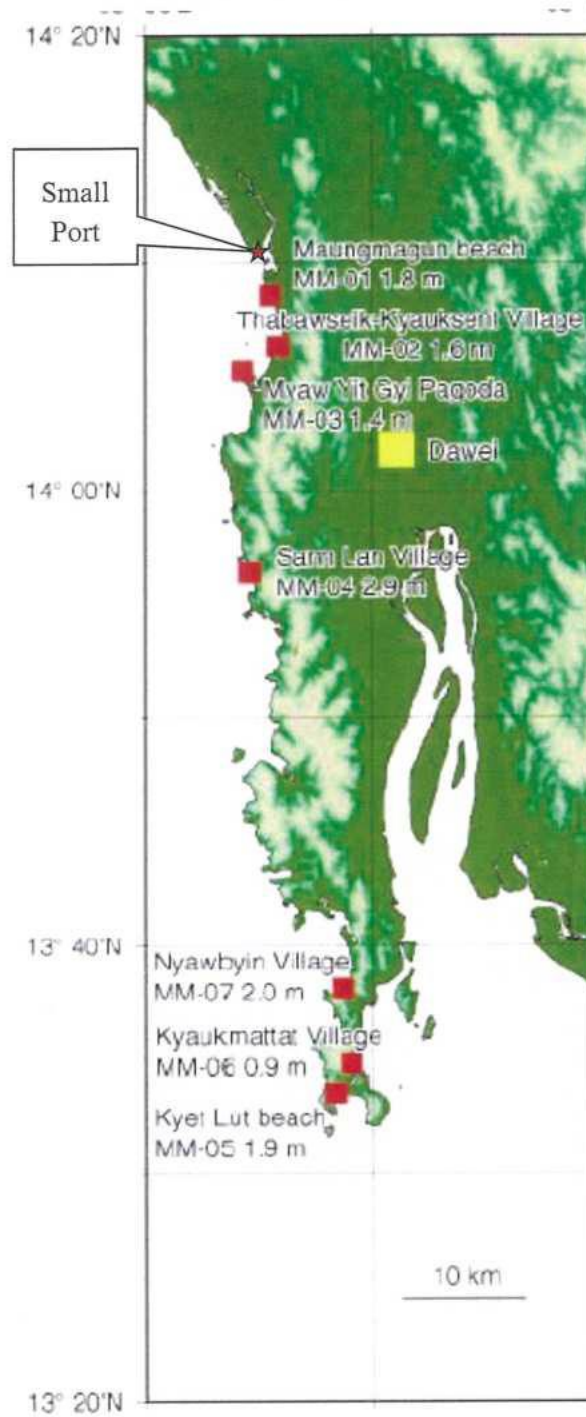 14° 20'N
Small
Port
Maungmagun beach
MM-01 1.8 m
Thabawseik-Kyauksent Village
MM-02 1.6 m
Myaw Yit Gyi Pagoda
MM-03 1.4 m
Dawei
14° 00'N
Sarm Lan Village
MM-04 2.9 m
13° 40'N
Nyawbyin Village
MM-07 2.0 m
Kyaukmattat Village
MM-06 0.9 m
Kyet Lut beach
MM-05 1.9 m
10 km
13° 20'N